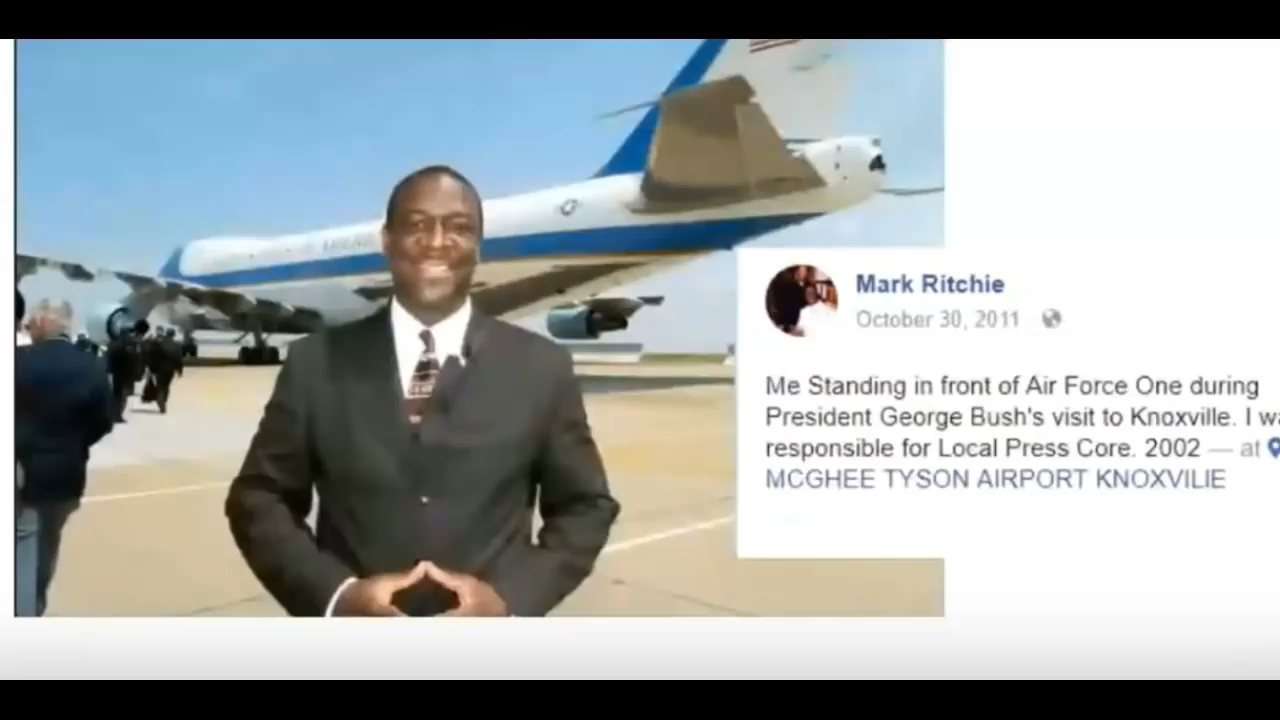 Mark Ritchie
October 30, 2011
Me Standing in front of Air Force One during
President George Bush's visit to Knoxville. I wa
responsible for Local Press Core. 2002 — at
MCGHEE TYSON AIRPORT KNOXVILIE